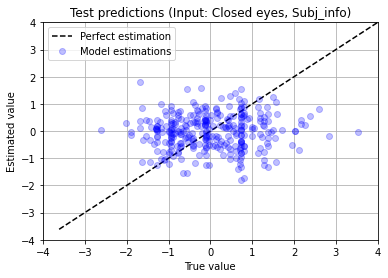 Test predictions (Input: Closed eyes, Subj_info)
Perfect estimation
Model estimations
Estimated value
4
3
2
1
0
−1
−2
−3
−4
−4 −3 −2 −1 0 1 2 3 4
True value